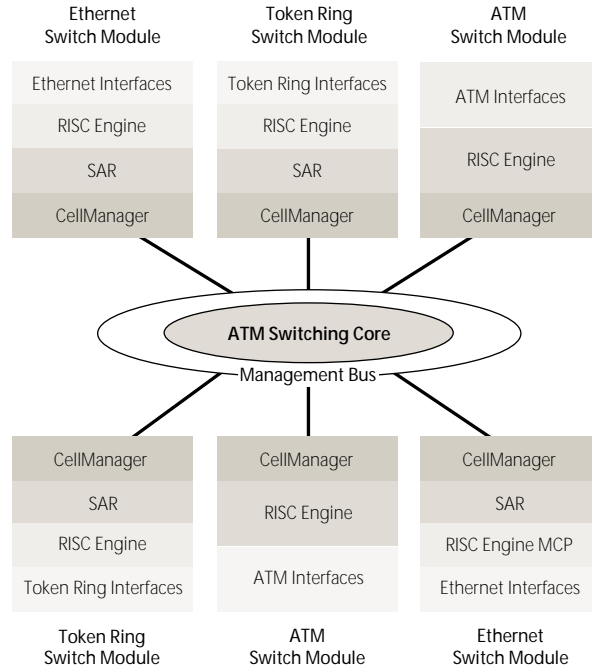 Ethernet
Switch Module
Token Ring
Switch Module
ATM
Switch Module
Ethernet Interfaces
RISC Engine
SAR
CellManager
Token Ring Interfaces
RISC Engine
SAR
CellManager
ATM Interfaces
RISC Engine
CellManager
ATM Switching Core
Management Bus
CellManager
SAR
RISC Engine
Token Ring Interfaces
CellManager
RISC Engine
ATM Interfaces
CellManager
SAR
RISC Engine MCP
Ethernet Interfaces
Token Ring
Switch Module
ATM
Switch Module
Ethernet
Switch Module